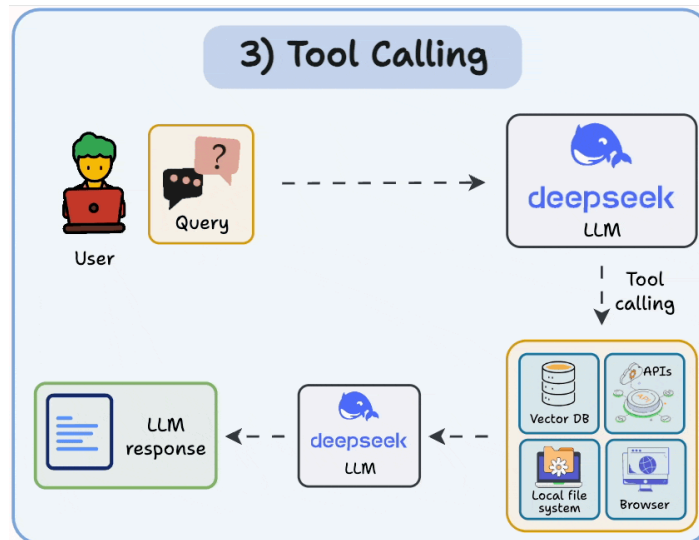 3) Tool Calling
?
Query
User
deepseek
LLM
Tool
calling
Vector DB
APIs
Local file
system
Browser
deepseek
LLM
LLM
response